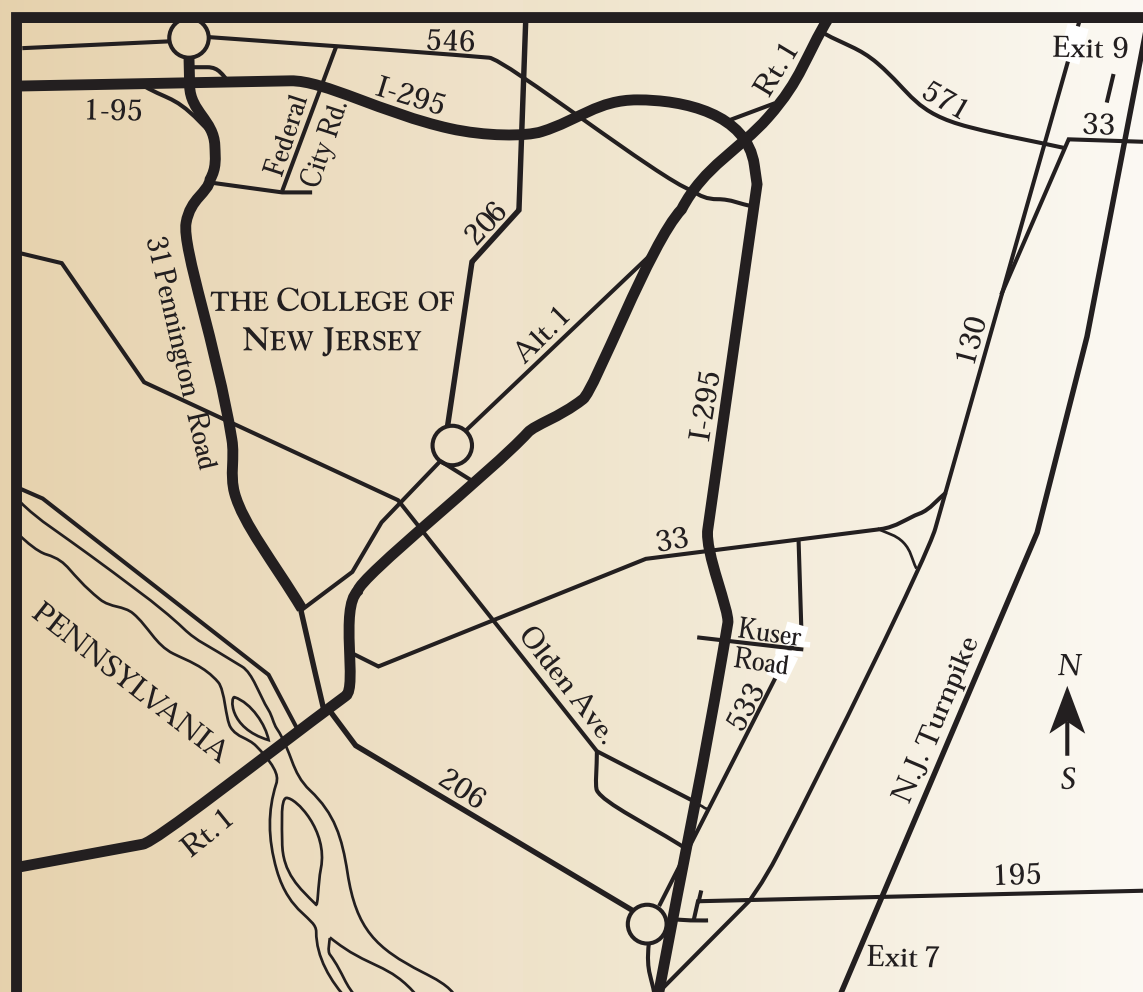 546
Rt. 1
Exit 9
I-295
571
1-95
33
Federal
City Rd.
206
31 Pennington Road
THE COLLEGE OF
NEW JERSEY
Alt. 1
130
I-295
33
PENNSYLVANIA
Olden Ave.
Kuser
Road
533
N.J. Turnpike
N
S
206
Rt. 1
195
Exit 7